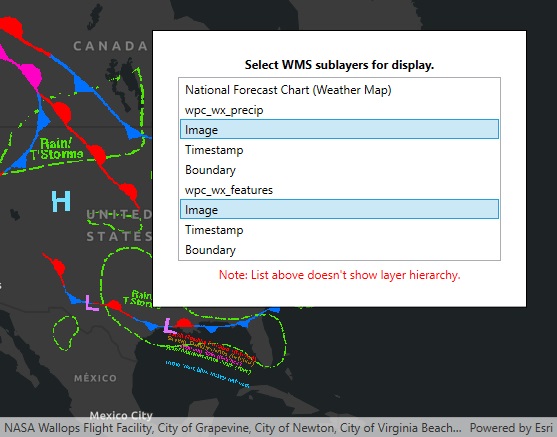 CANADA
Select WMS sublayers for display.
National Forecast Chart (Weather Map)
wpc_wx_precip
Image
Timestamp
Boundary
wpc_wx_features
Image
Timestamp
Boundary
Note: List above doesn't show layer hierarchy.
Rain/
T'Storms
H
UNITED
STATES
Rain/
T'Storms
L
L
MÉXICO
Mexico City
NASA Wallops Flight Facility, City of Grapevine, City of Newton, City of Virginia Beach... Powered by Esri